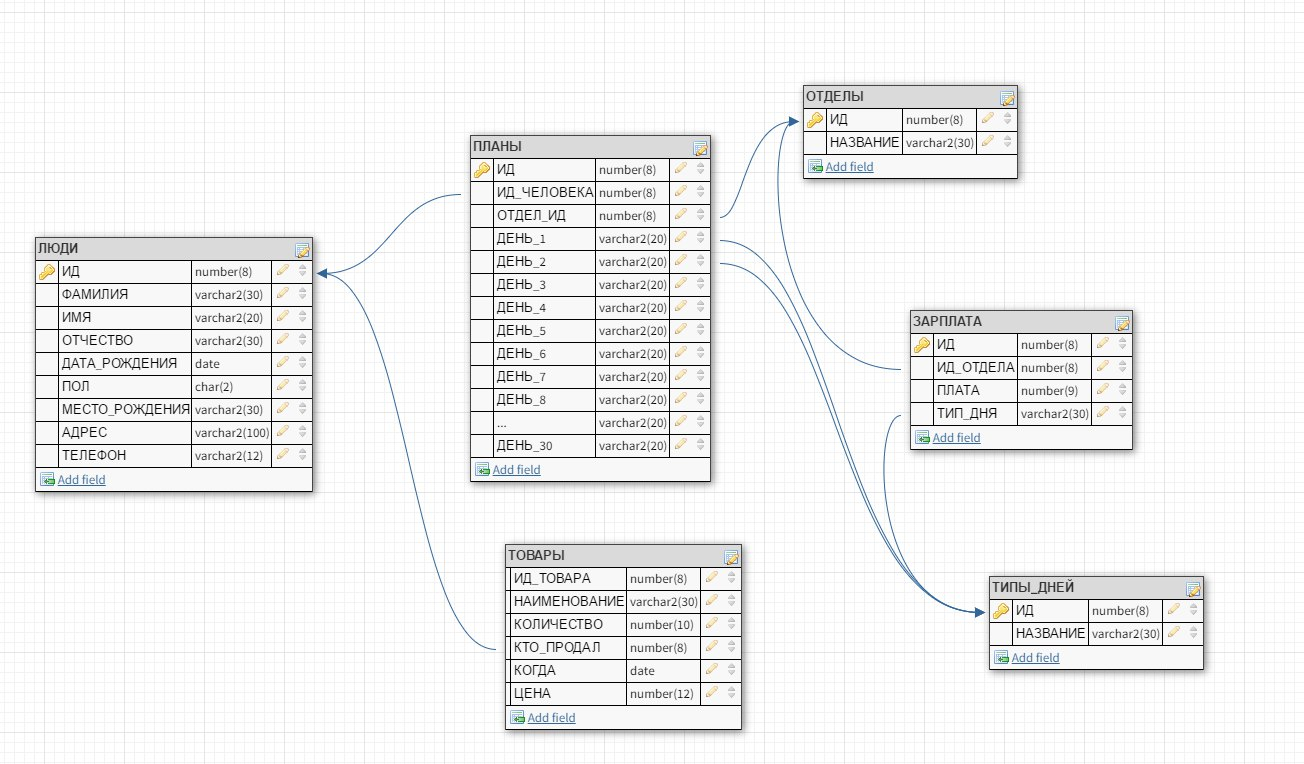 ЛЮДИ
ИД number(8)
ФАМИЛИЯ varchar2(30)
ИМЯ varchar2(20)
ОТЧЕСТВО varchar2(30)
ДАТА_РОЖДЕНИЯ date
ПОЛ char(2)
МЕСТО_РОЖДЕНИЯ varchar2(30)
АДРЕС varchar2(100)
ТЕЛЕФОН varchar2(12)
Add field
ПЛАНЫ
ИД number(8)
ИД_ЧЕЛОВЕКА number(8)
ОТДЕЛ_ИД number(8)
ДЕНЬ_1 varchar2(20)
ДЕНЬ_2 varchar2(20)
ДЕНЬ_3 varchar2(20)
ДЕНЬ_4 varchar2(20)
ДЕНЬ_5 varchar2(20)
ДЕНЬ_6 varchar2(20)
ДЕНЬ_7 varchar2(20)
ДЕНЬ_8 varchar2(20)
... varchar2(20)
ДЕНЬ_30 varchar2(20)
Add field
ТОВАРЫ
ИД_ТОВАРА number(8)
НАИМЕНОВАНИЕ varchar2(30)
КОЛИЧЕСТВО number(10)
КТО_ПРОДАЛ number(8)
КОГДА date
ЦЕНА number(12)
Add field
ОТДЕЛЫ
ИД number(8)
НАЗВАНИЕ varchar2(30)
Add field
ЗАРПЛАТА
ИД number(8)
ИД_ОТДЕЛА number(8)
ПЛАТА number(9)
ТИП_ДНЯ varchar2(30)
Add field
ТИПЫ_ДНЕЙ
ИД number(8)
НАЗВАНИЕ varchar2(30)
Add field